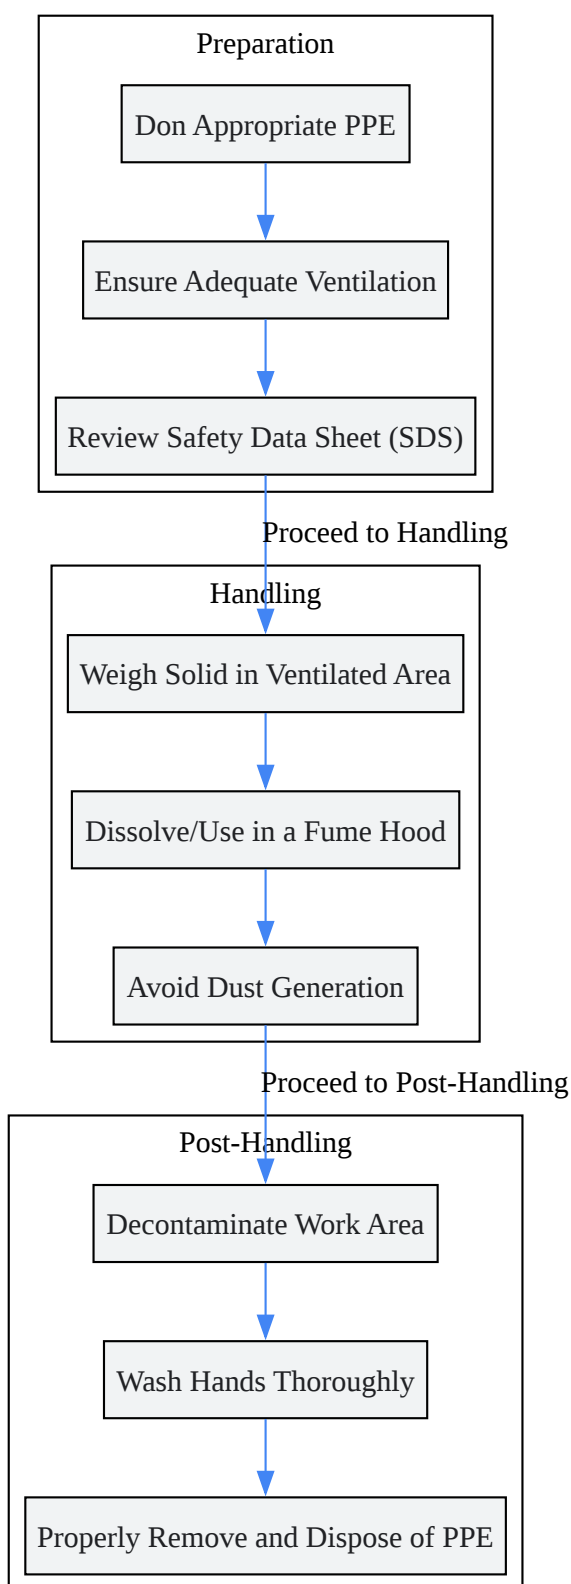 Preparation
Don Appropriate PPE
Ensure Adequate Ventilation
Review Safety Data Sheet (SDS)
Proceed to Handling
Handling
Weigh Solid in Ventilated Area
Dissolve/Use in a Fume Hood
Avoid Dust Generation
Proceed to Post-Handling
Post-Handling
Decontaminate Work Area
Wash Hands Thoroughly
Properly Remove and Dispose of PPE